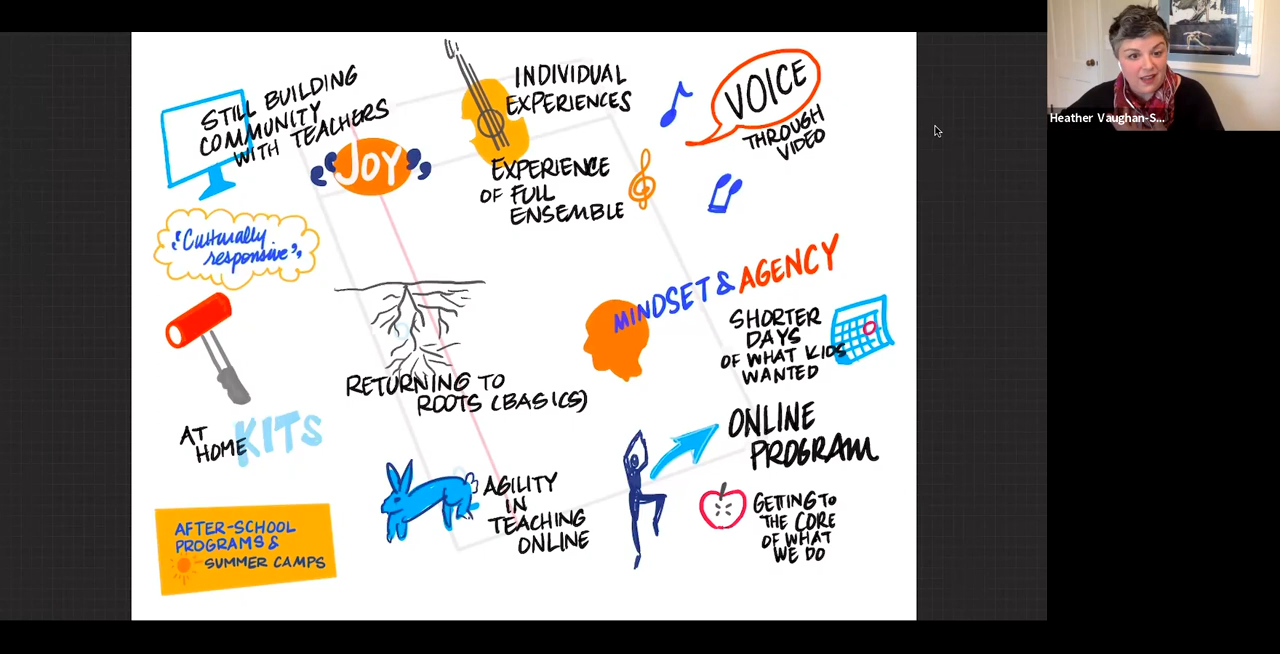 STILL BUILDING
COMMUNITY
WITH TEACHERS
"JOY"
INDIVIDUAL
EXPERIENCES
EXPERIENCE
OF FULL
ENSEMBLE
VOICE
THROUGH
VIDEO
Heather Vaughan-S...
"Culturally
responsive"
MINDSET & AGENCY
SHORTER
DAYS
OF WHAT KIDS
WANTED
RETURNING TO
ROOTS (BASICS)
AT
HOME KITS
ONLINE
PROGRAM
AGILITY
IN
TEACHING
ONLINE
GETTING TO
THE CORE
OF WHAT
WE DO
AFTER-SCHOOL
PROGRAMS &
SUMMER CAMPS